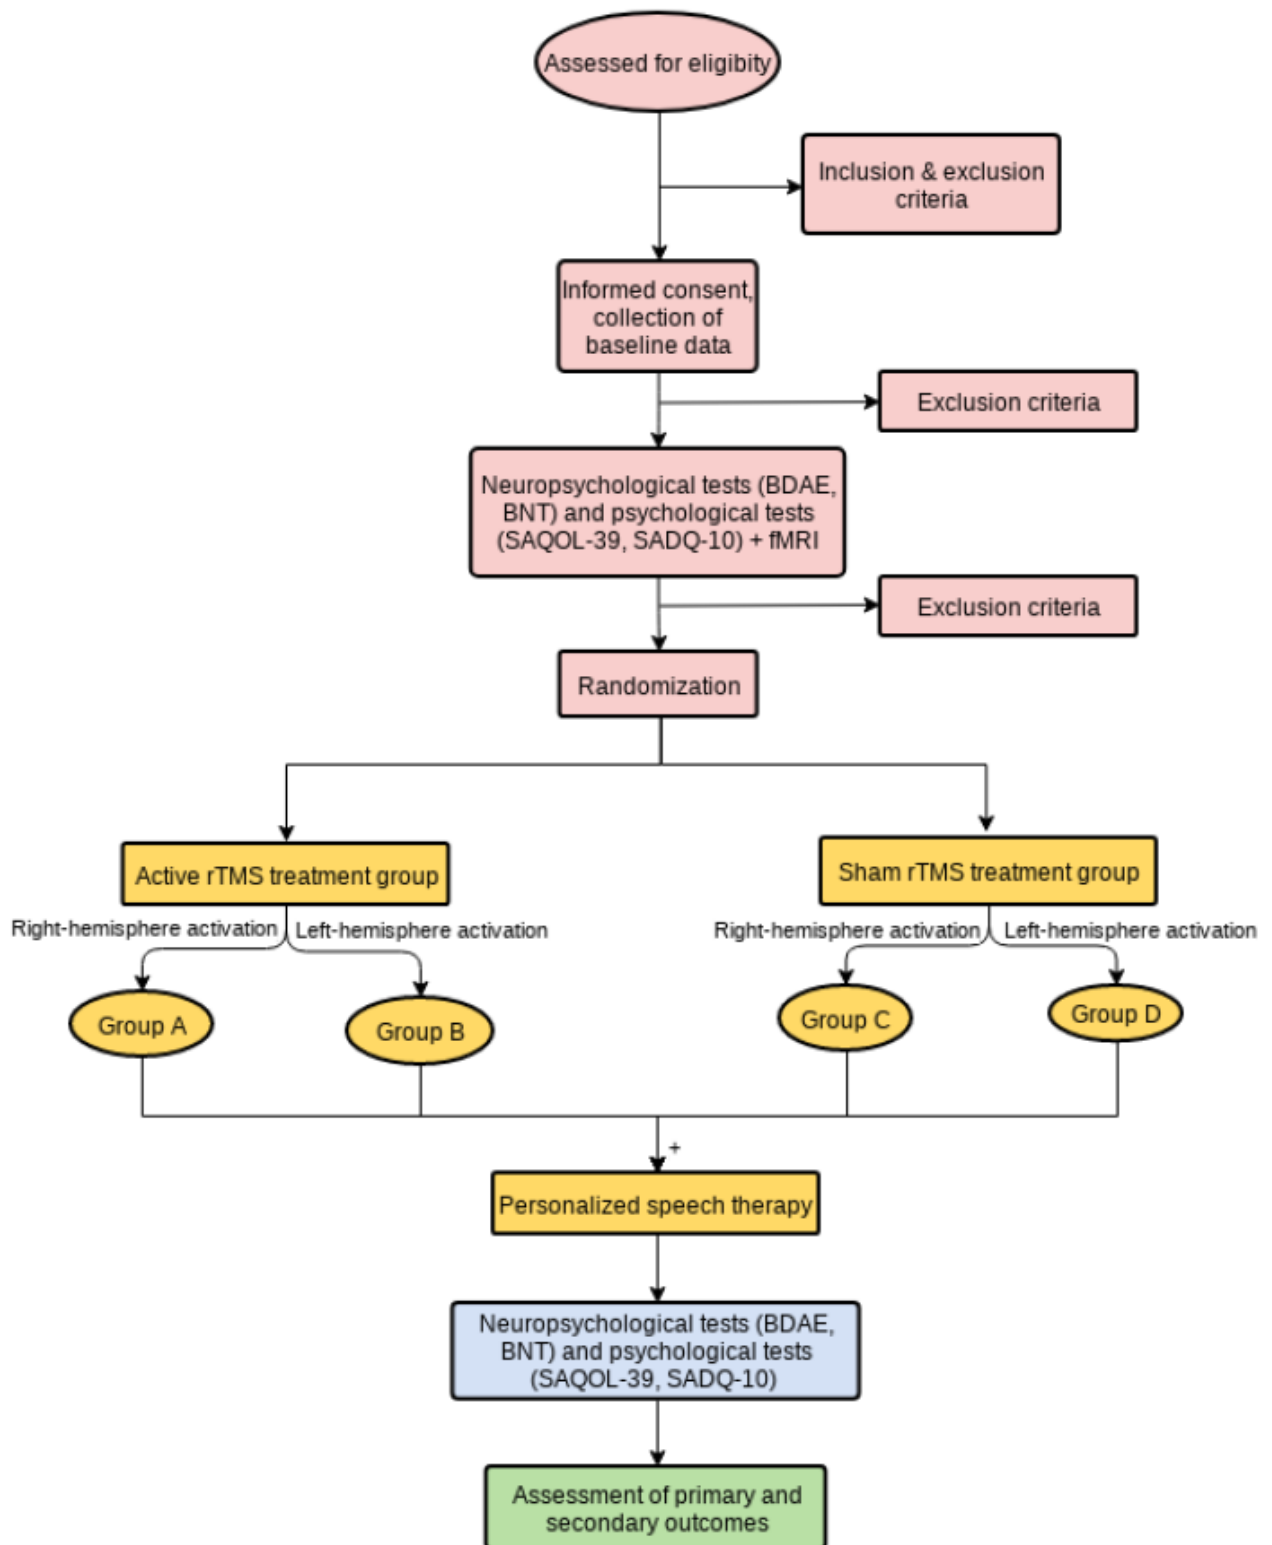 Assessed for eligibity
Inclusion & exclusion
criteria
Informed consent,
collection of
baseline data
Exclusion criteria
Neuropsychological tests (BDAE,
BNT) and psychological tests
(SAQOL-39, SADQ-10) + fMRI
Exclusion criteria
Randomization
Active rTMS treatment group
Sham rTMS treatment group
Right-hemisphere activation
Left-hemisphere activation
Right-hemisphere activation
Left-hemisphere activation
Group A
Group B
Group C
Group D
+
Personalized speech therapy
Neuropsychological tests (BDAE,
BNT) and psychological tests
(SAQOL-39, SADQ-10)
Assessment of primary and
secondary outcomes